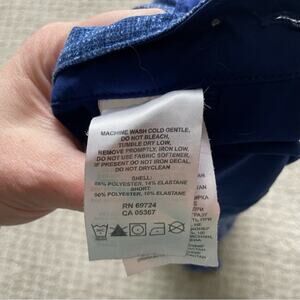 MACHINE WASH COLD GENTLE,
DO NOT BLEACH,
TUMBLE DRY LOW,
REMOVE PROMPTLY, IRON LOW,
DO NOT USE FABRIC SOFTENER,
IF PRESENT DO NOT IRON DECAL,
DO NOT DRYCLEAN
SHELL:
86% POLYESTER, 14% ELASTANE
SHORT:
90% POLYESTER, 10% ELASTANE
RN 69724
CA 05367